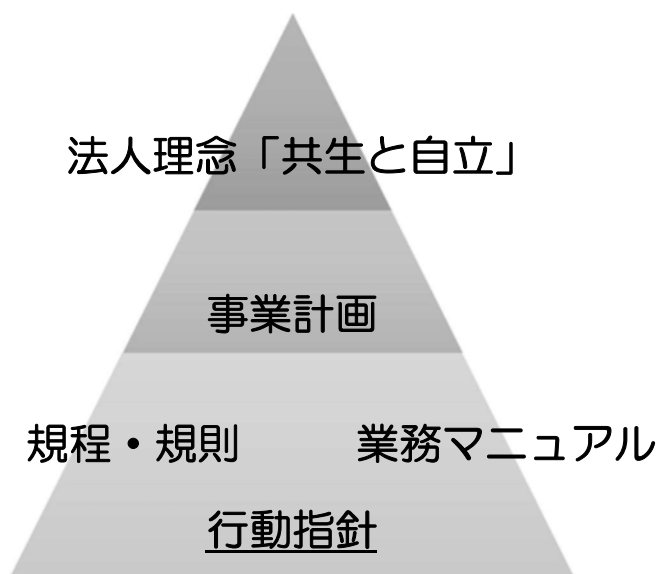 法人理念「共生と自立」
事業計画
規程・規則　業務マニュアル
行動指針